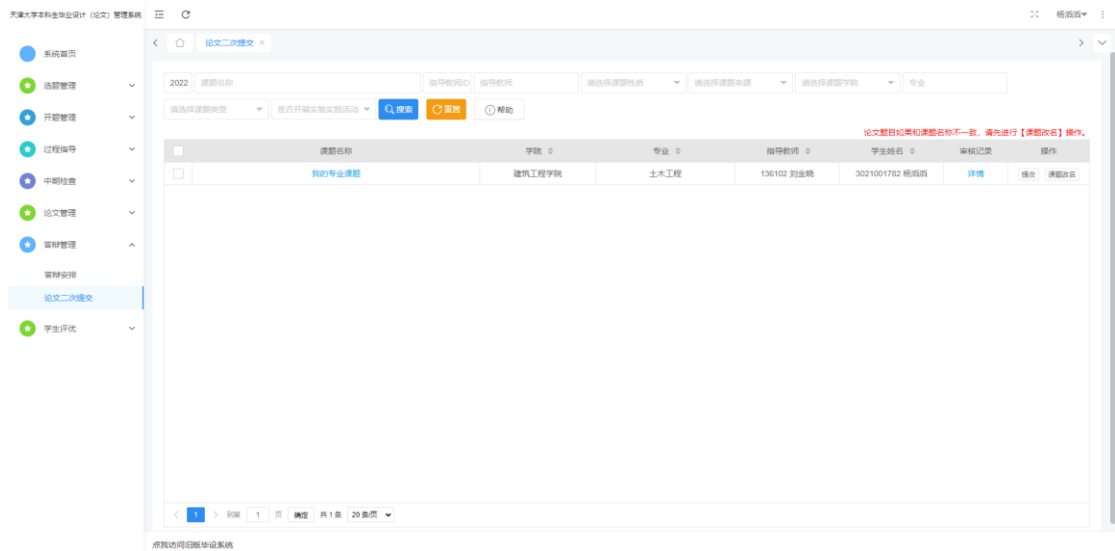 天津大学本科生毕业设计（论文）管理系统
杨滔滔
系统首页
论文二次提交 ×
选题管理
2022 课题名称 指导教师ID 指导教师 请选择课题性质 请选择课题来源 请选择课题学院 专业
开题管理
请选择课题类型 是否开展实验实践活动 搜索 重置 帮助
论文题目如果和课题名称不一致，请先进行【课题改名】操作。
过程指导
课题名称 学院 专业 指导教师 学生姓名 审核记录 操作
中期检查
我的专业课题 建筑工程学院 土木工程 136102 刘金晓 3021001782 杨滔滔 详情 提交 课题改名
论文管理
答辩管理
答辩安排
论文二次提交
学生评优
1 到第 1 页 确定 共 1 条 20 条/页
点我访问旧版毕设系统